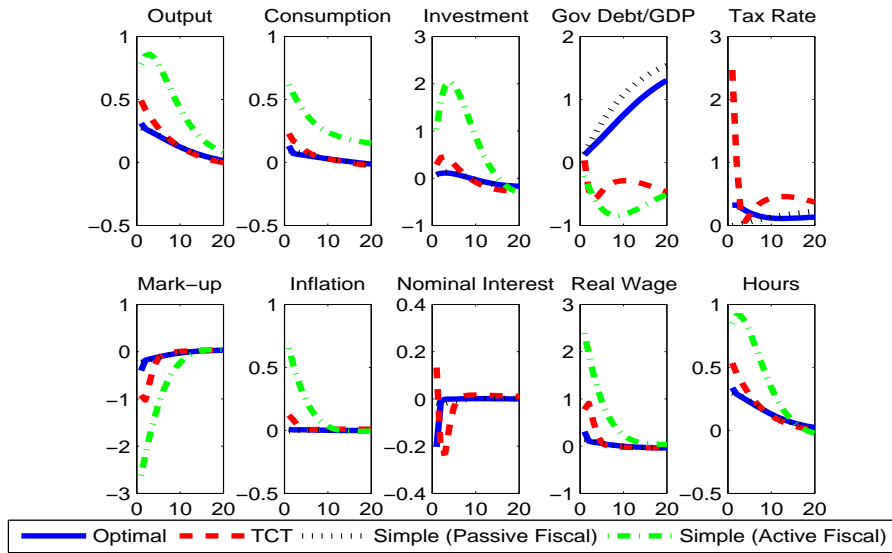 Output Consumption Investment Gov Debt/GDP Tax Rate
1 1 3 2 3
0.5 0.5 2 1 2
0 0 1 0 1
0 -1 0
−0.5 −0.5 −1
0 10 20 0 10 20 0 10 20 0 10 20 0 10 20
Mark−up Inflation Nominal Interest Real Wage Hours
1 1 0.4 3 1
0 0.5 0.2 2 0.5
−1 0 0 1 0
−2 −0.2 0
−3 −0.5 −0.4 −1 −0.5
0 10 20 0 10 20 0 10 20 0 10 20 0 10 20
Optimal TCT Simple (Passive Fiscal) Simple (Active Fiscal)